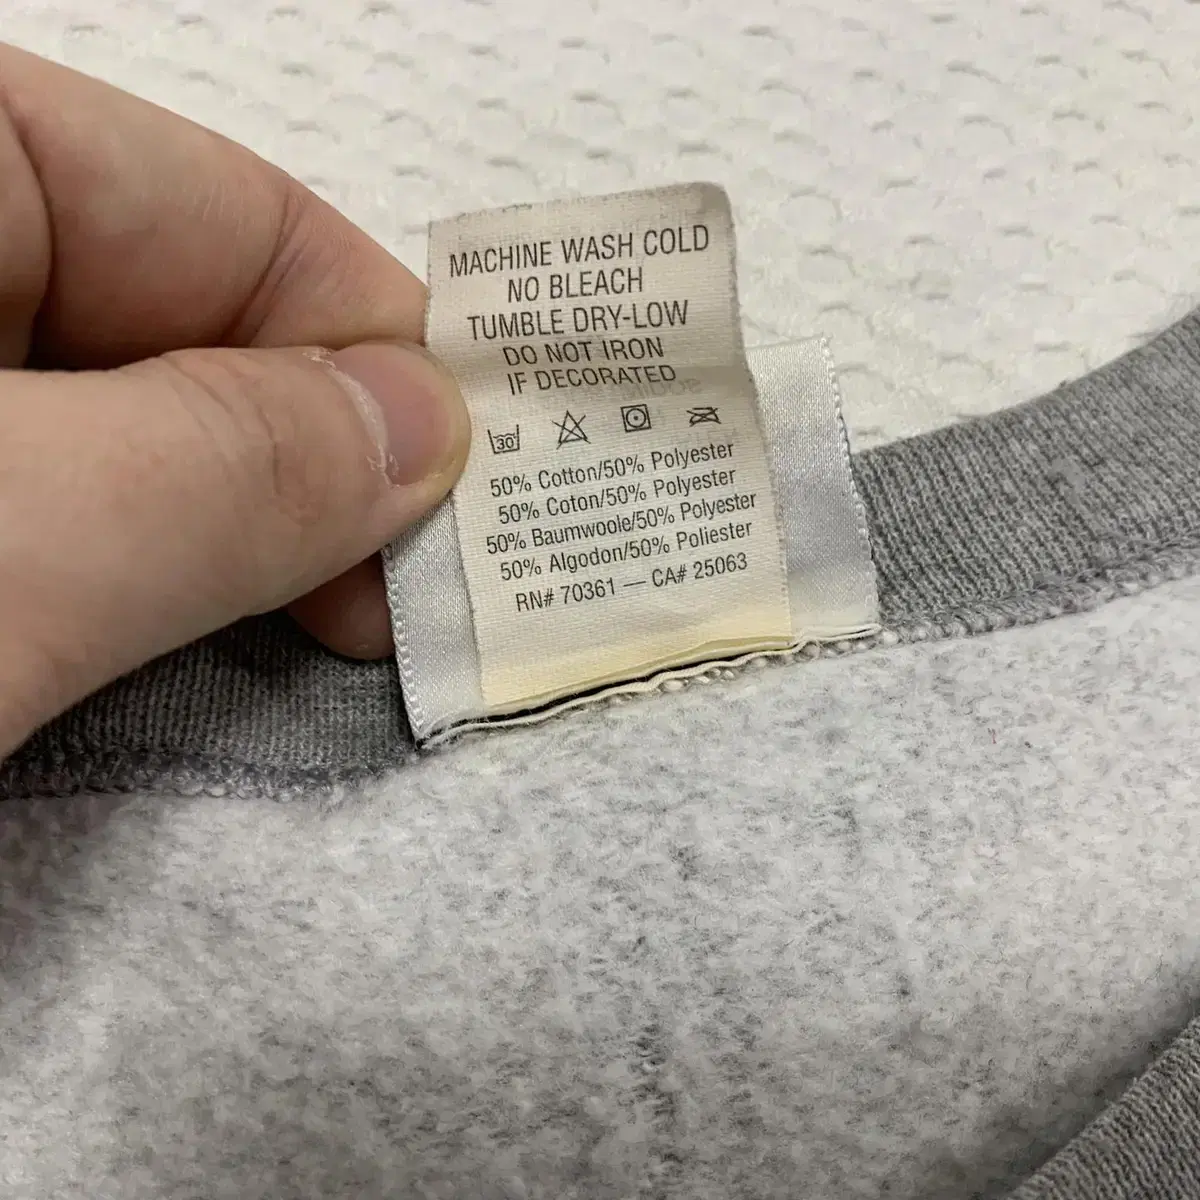 MACHINE WASH COLD
NO BLEACH
TUMBLE DRY-LOW
DO NOT IRON
IF DECORATED
30
50% Cotton/50% Polyester
50% Coton/50% Polyester
50% Baumwoole/50% Polyester
50% Algodon/50% Poliester
RN# 70361 — CA# 25063